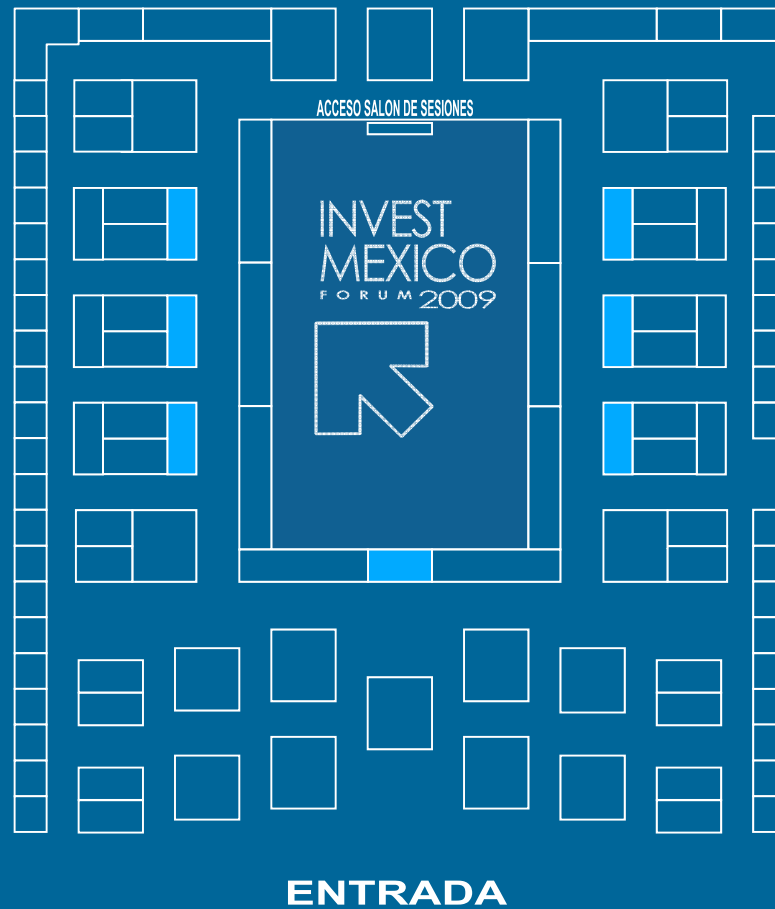 ACCESO SALON DE SESIONES
INVEST
MEXICO
FORUM 2009
ENTRADA